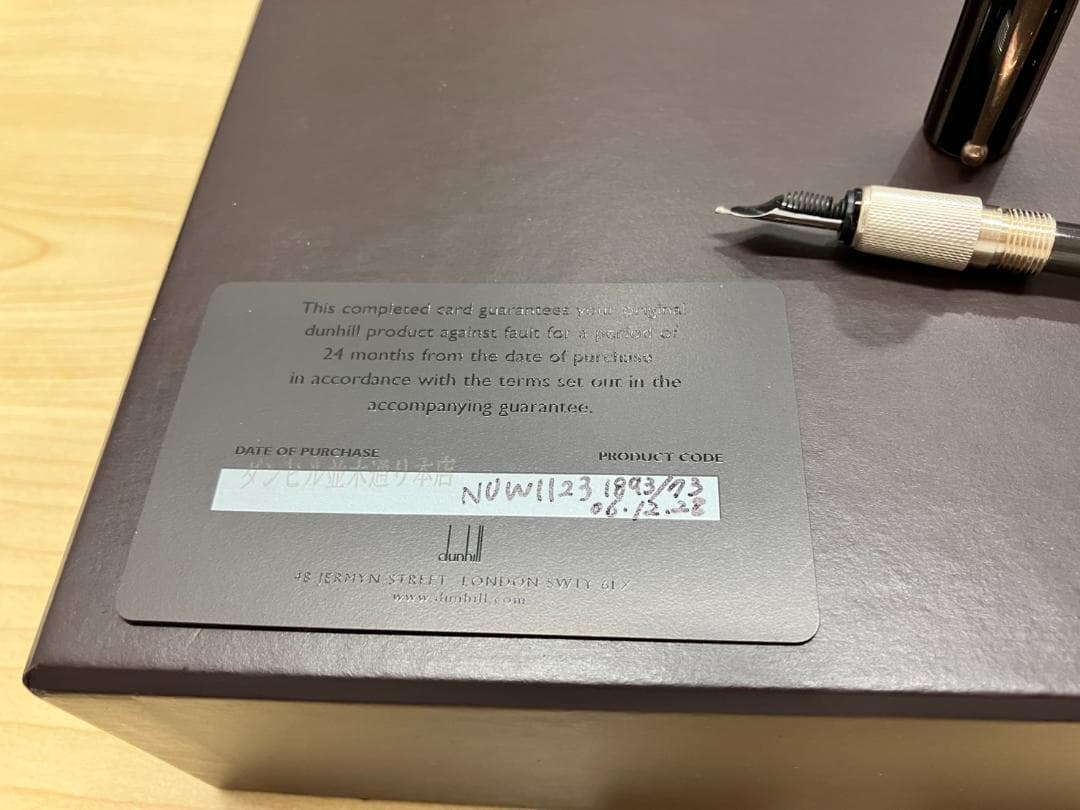 This completed card guarantees your original
dunhill product against fault for a period of
24 months from the date of purchase
in accordance with the terms set out in the
accompanying guarantee.
DATE OF PURCHASE PRODUCT CODE
ダンヒル並木通り本店
NUW1123 1893/73
06.12.28
dunhill
48 JERMYN STREET LONDON SW1Y 6LX
www.dunhill.com